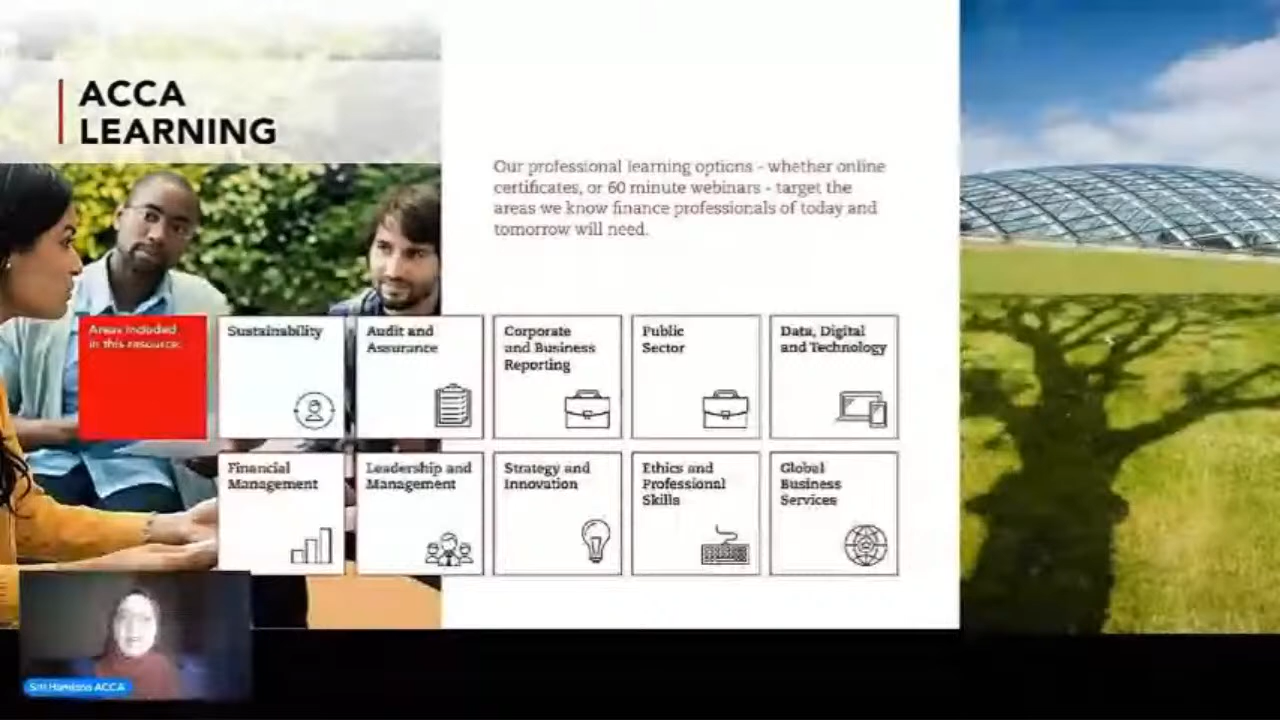 ACCA
LEARNING
Our professional learning options - whether online
certificates, or 60 minute webinars - target the
areas we know finance professionals of today and
tomorrow will need.
Areas included
in this resource:
Sustainability
Audit and
Assurance
Corporate
and Business
Reporting
Public
Sector
Data, Digital
and Technology
Financial
Management
Leadership and
Management
Strategy and
Innovation
Ethics and
Professional
Skills
Global
Business
Services
ACCA